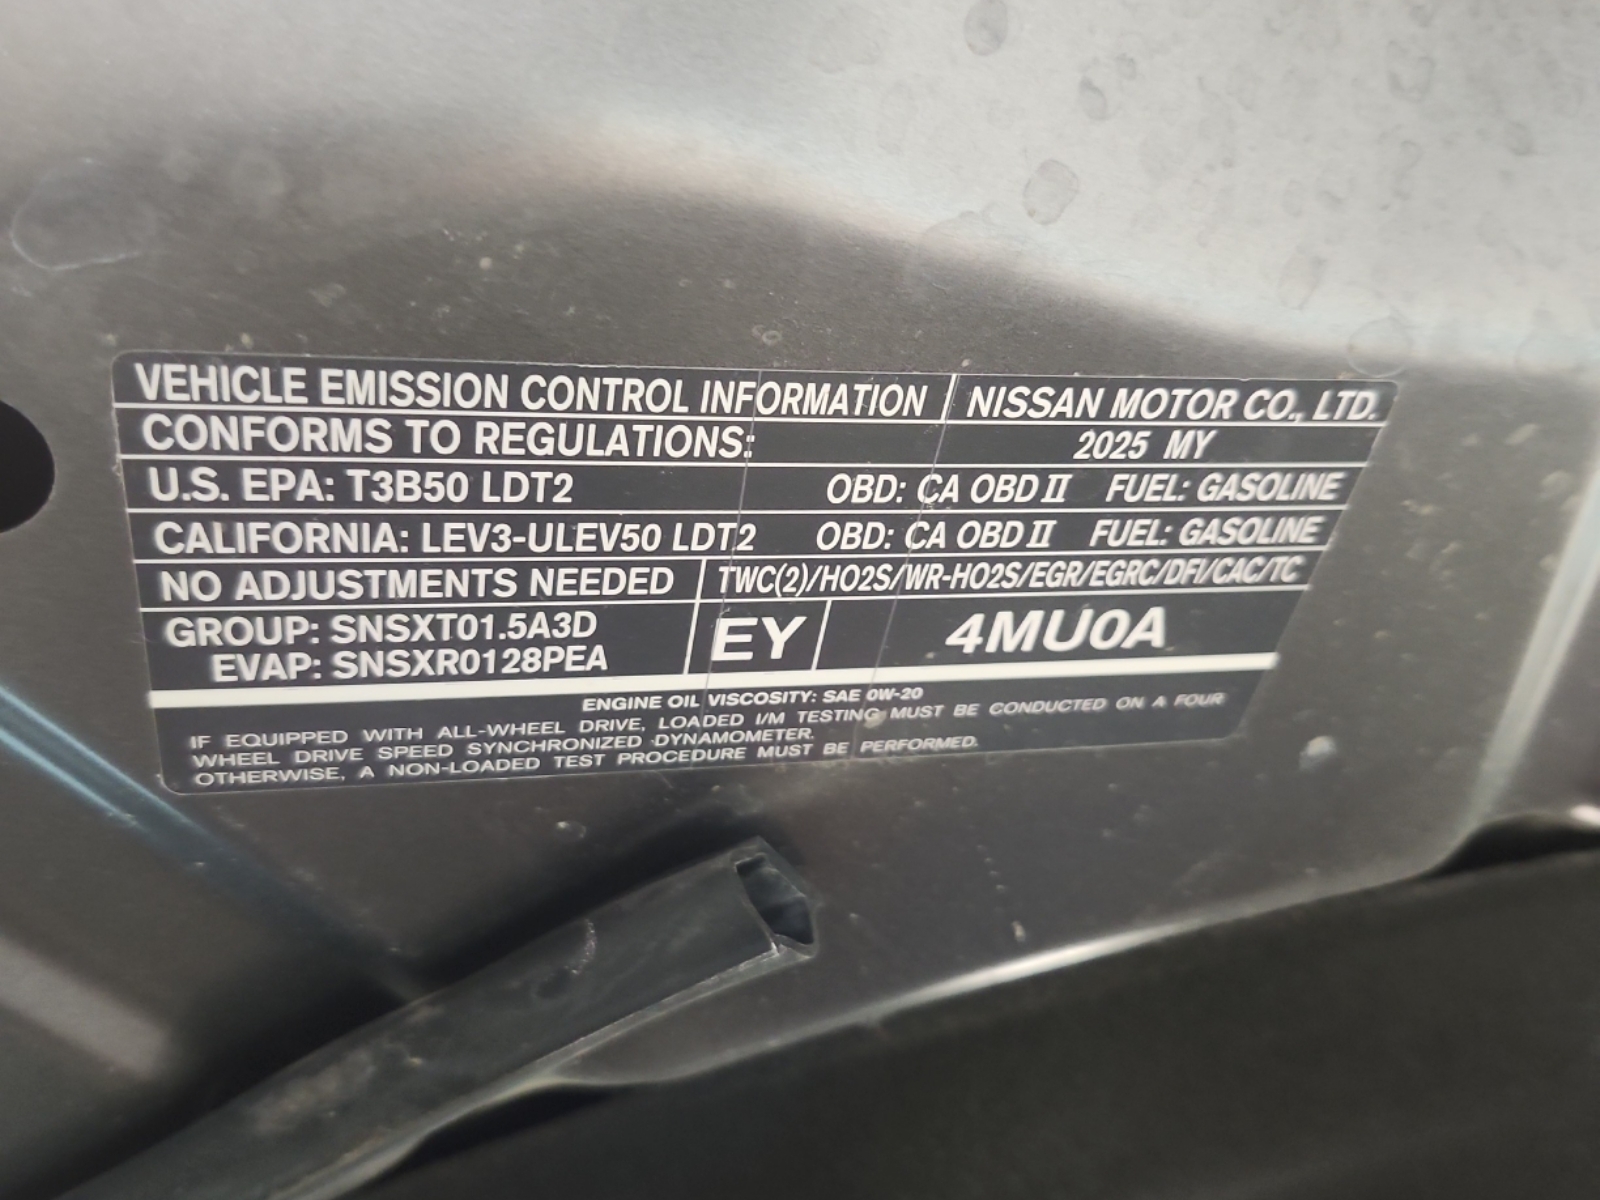 VEHICLE EMISSION CONTROL INFORMATION NISSAN MOTOR CO., LTD.
CONFORMS TO REGULATIONS: 2025 MY
U.S. EPA: T3B50 LDT2 OBD: CA OBD II FUEL: GASOLINE
CALIFORNIA: LEV3-ULEV50 LDT2 OBD: CA OBD II FUEL: GASOLINE
NO ADJUSTMENTS NEEDED TWC(2)/HO2S/WR-HO2S/EGR/EGRC/DFI/CAC/TC
GROUP: SNSXT01.5A3D
EVAP: SNSXR0128PEA
EY 4MU0A
ENGINE OIL VISCOSITY: SAE 0W-20
IF EQUIPPED WITH ALL-WHEEL DRIVE, LOADED I/M TESTING MUST BE CONDUCTED ON A FOUR
WHEEL DRIVE SPEED SYNCHRONIZED DYNAMOMETER.
OTHERWISE, A NON-LOADED TEST PROCEDURE MUST BE PERFORMED.